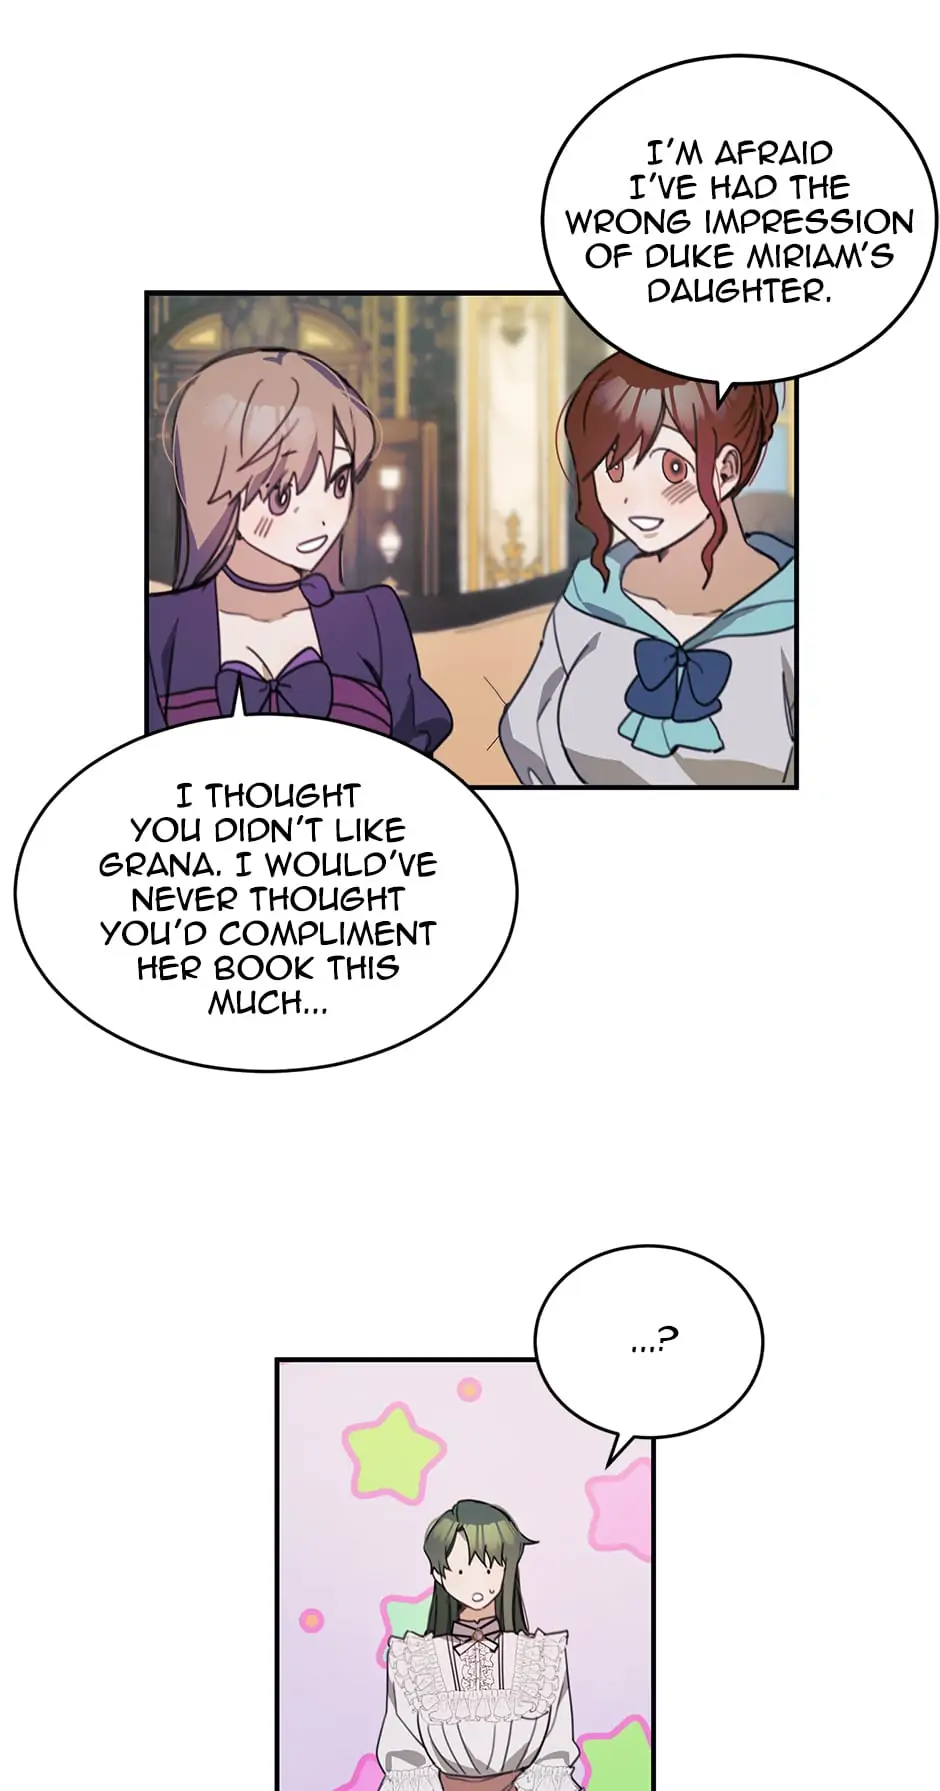 I'M AFRAID
I'VE HAD THE
WRONG IMPRESSION
OF DUKE MIRIAM'S
DAUGHTER.
I THOUGHT
YOU DIDN'T LIKE
GRANA. I WOULD'VE
NEVER THOUGHT
YOU'D COMPLIMENT
HER BOOK THIS
MUCH...
...?